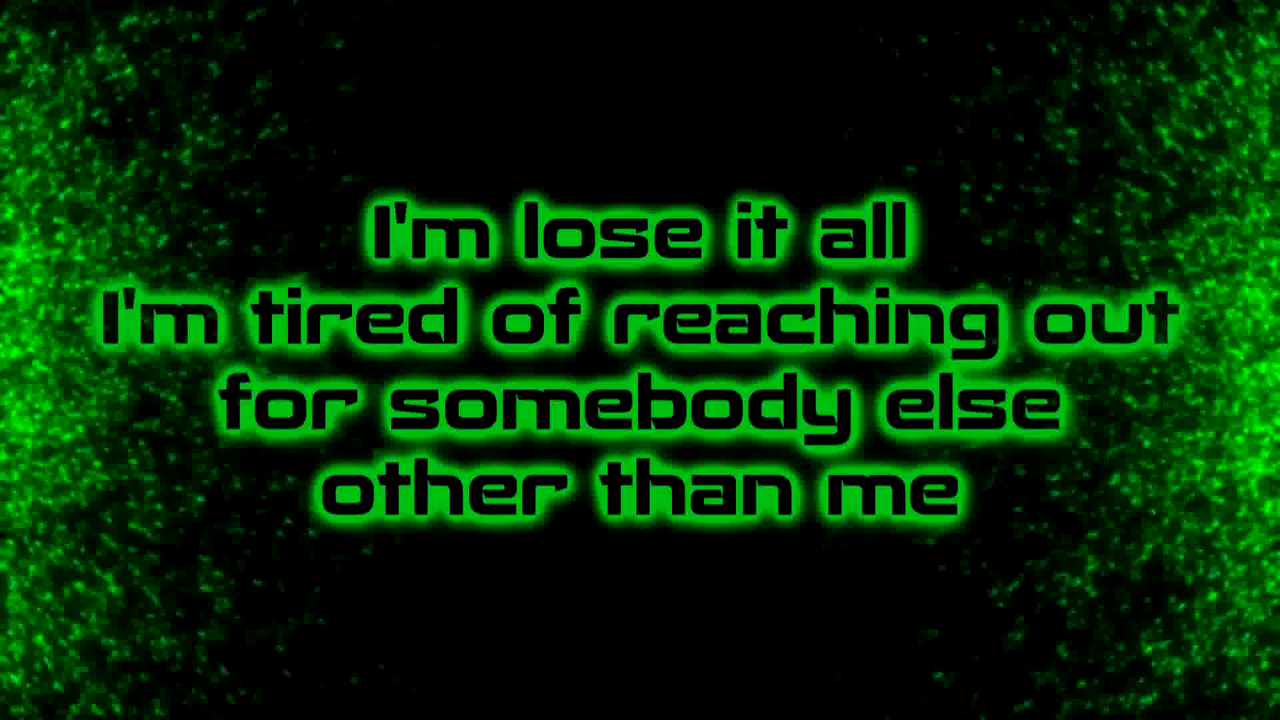 I'm lose it all
I'm tired of reaching out
for somebody else
other than me